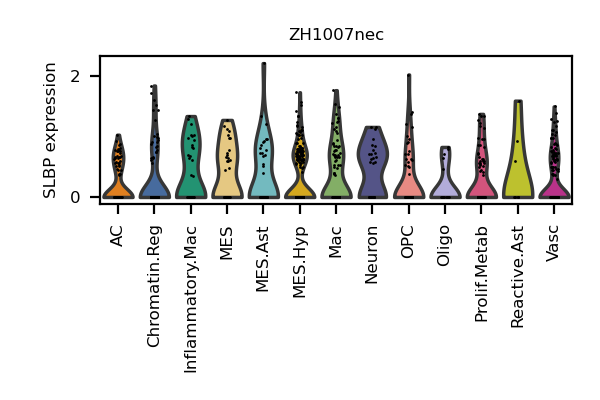 ZH1007nec
SLBP expression
2
0
AC
Chromatin.Reg
Inflammatory.Mac
MES
MES.Ast
MES.Hyp
Mac
Neuron
OPC
Oligo
Prolif.Metab
Reactive.Ast
Vasc